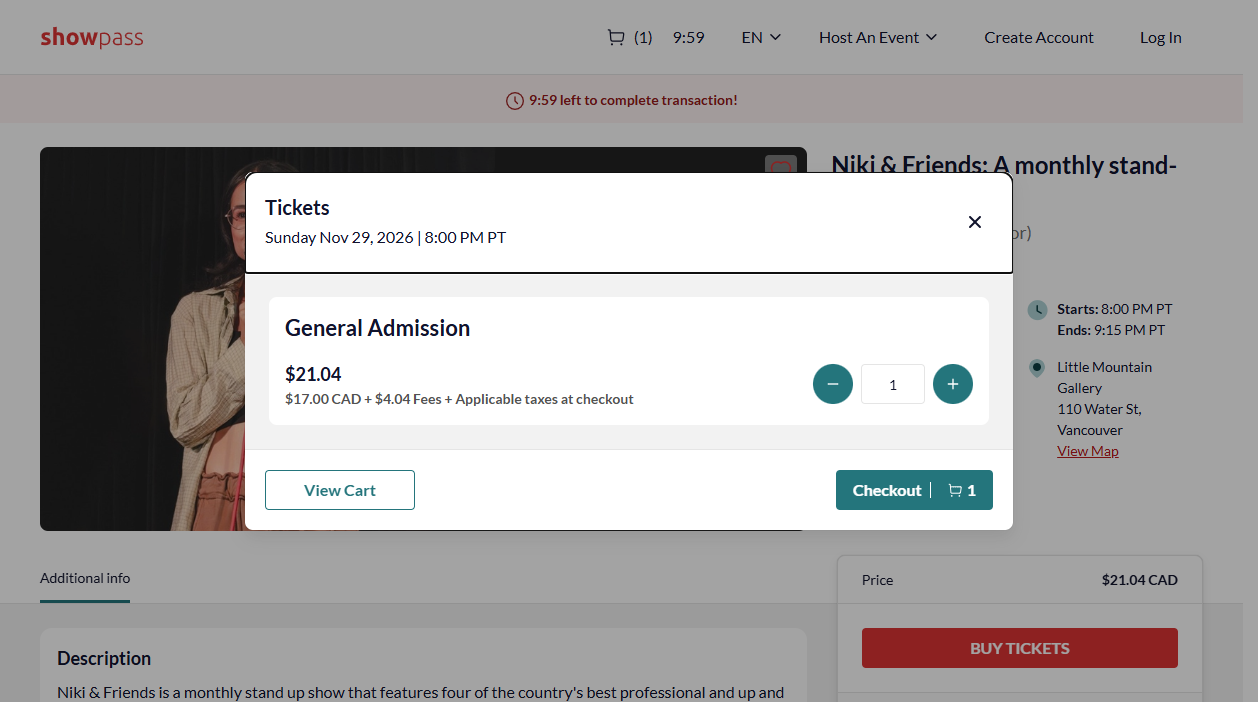 showpass
(1) 9:59 EN Host An Event Create Account Log In
9:59 left to complete transaction!
Niki & Friends: A monthly stand-
or)
Starts: 8:00 PM PT
Ends: 9:15 PM PT
Little Mountain
Gallery
110 Water St,
Vancouver
View Map
Tickets
Sunday Nov 29, 2026 | 8:00 PM PT
General Admission
$21.04
$17.00 CAD + $4.04 Fees + Applicable taxes at checkout
1
View Cart
Checkout | 1
Additional info
Price $21.04 CAD
BUY TICKETS
Description
Niki & Friends is a monthly stand up show that features four of the country's best professional and up and